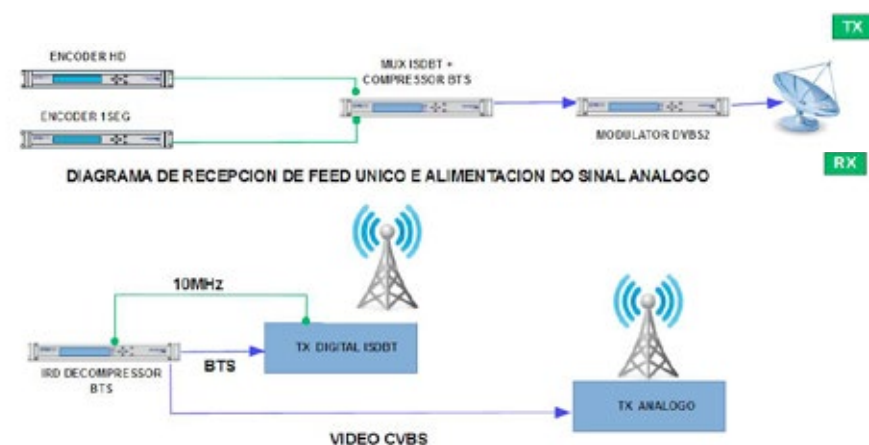 TX
ENCODER HD
MUX ISDBT +
COMPRESSOR BTS
ENCODER 1SEG
MODULATOR DVBS2
DIAGRAMA DE RECEPCION DE FEED UNICO E ALIMENTACION DO SINAL ANALOGO
RX
10MHz
TX DIGITAL ISDBT
BTS
IRD DECOMPRESSOR
BTS
TX ANALOGO
VIDEO CVBS